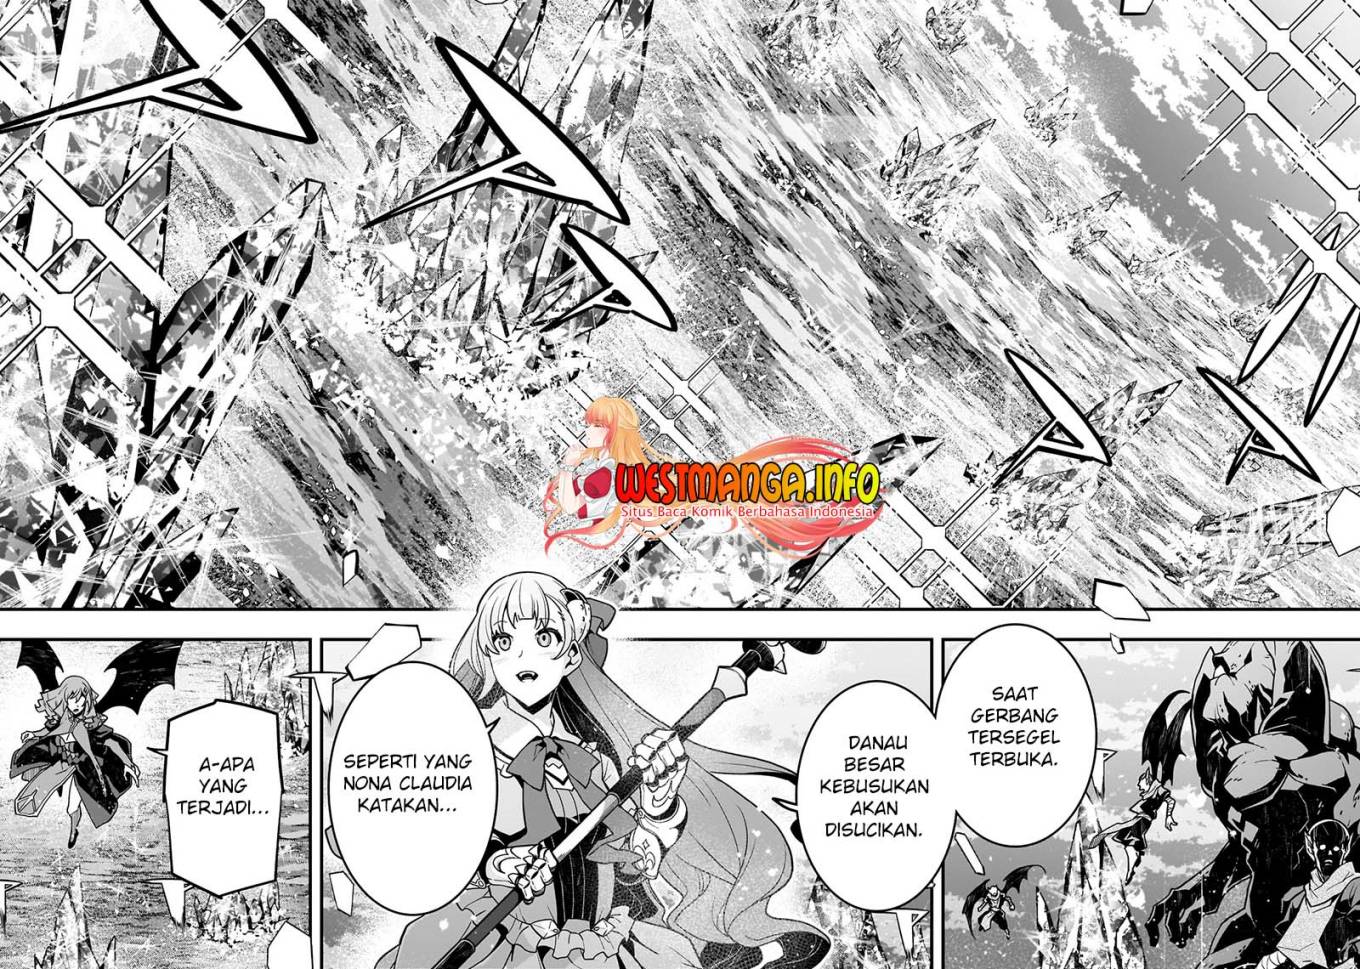 WESTMANGA.INFO
Situs Baca Komik Berbahasa Indonesia
SAAT
GERBANG
TERSEGEL
TERBUKA.
DANAU
BESAR
KEBUSUKAN
AKAN
DISUCIKAN.
SEPERTI YANG
NONA CLAUDIA
KATAKAN...
A-APA
YANG
TERJADI...